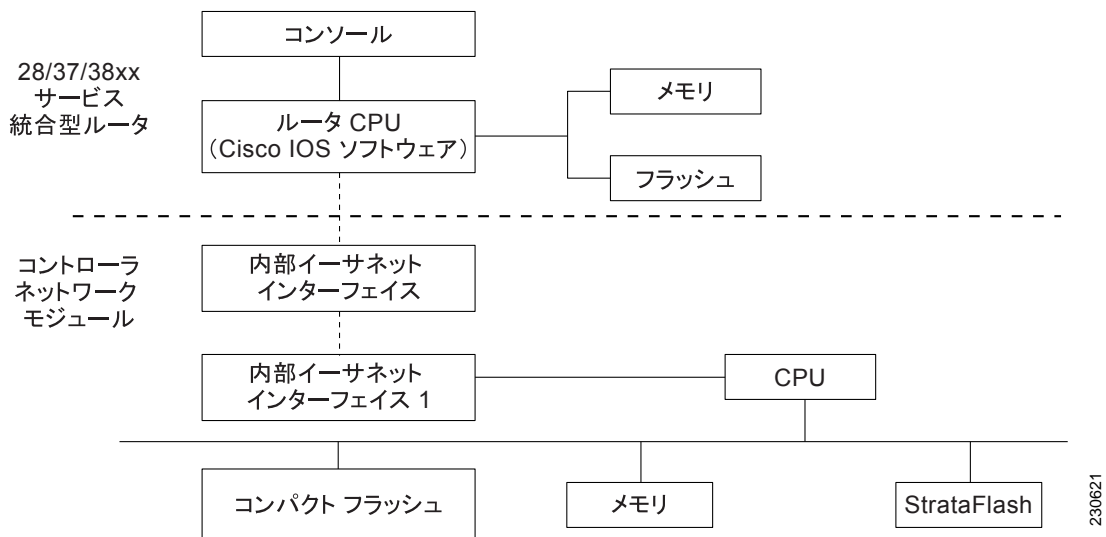 コンソール
28/37/38xx
サービス
統合型ルータ
ルータ CPU
（Cisco IOS ソフトウェア）
メモリ
フラッシュ
コントローラ
ネットワーク
モジュール
内部イーサネット
インターフェイス
内部イーサネット
インターフェイス 1
CPU
コンパクト フラッシュ
メモリ
StrataFlash
230621